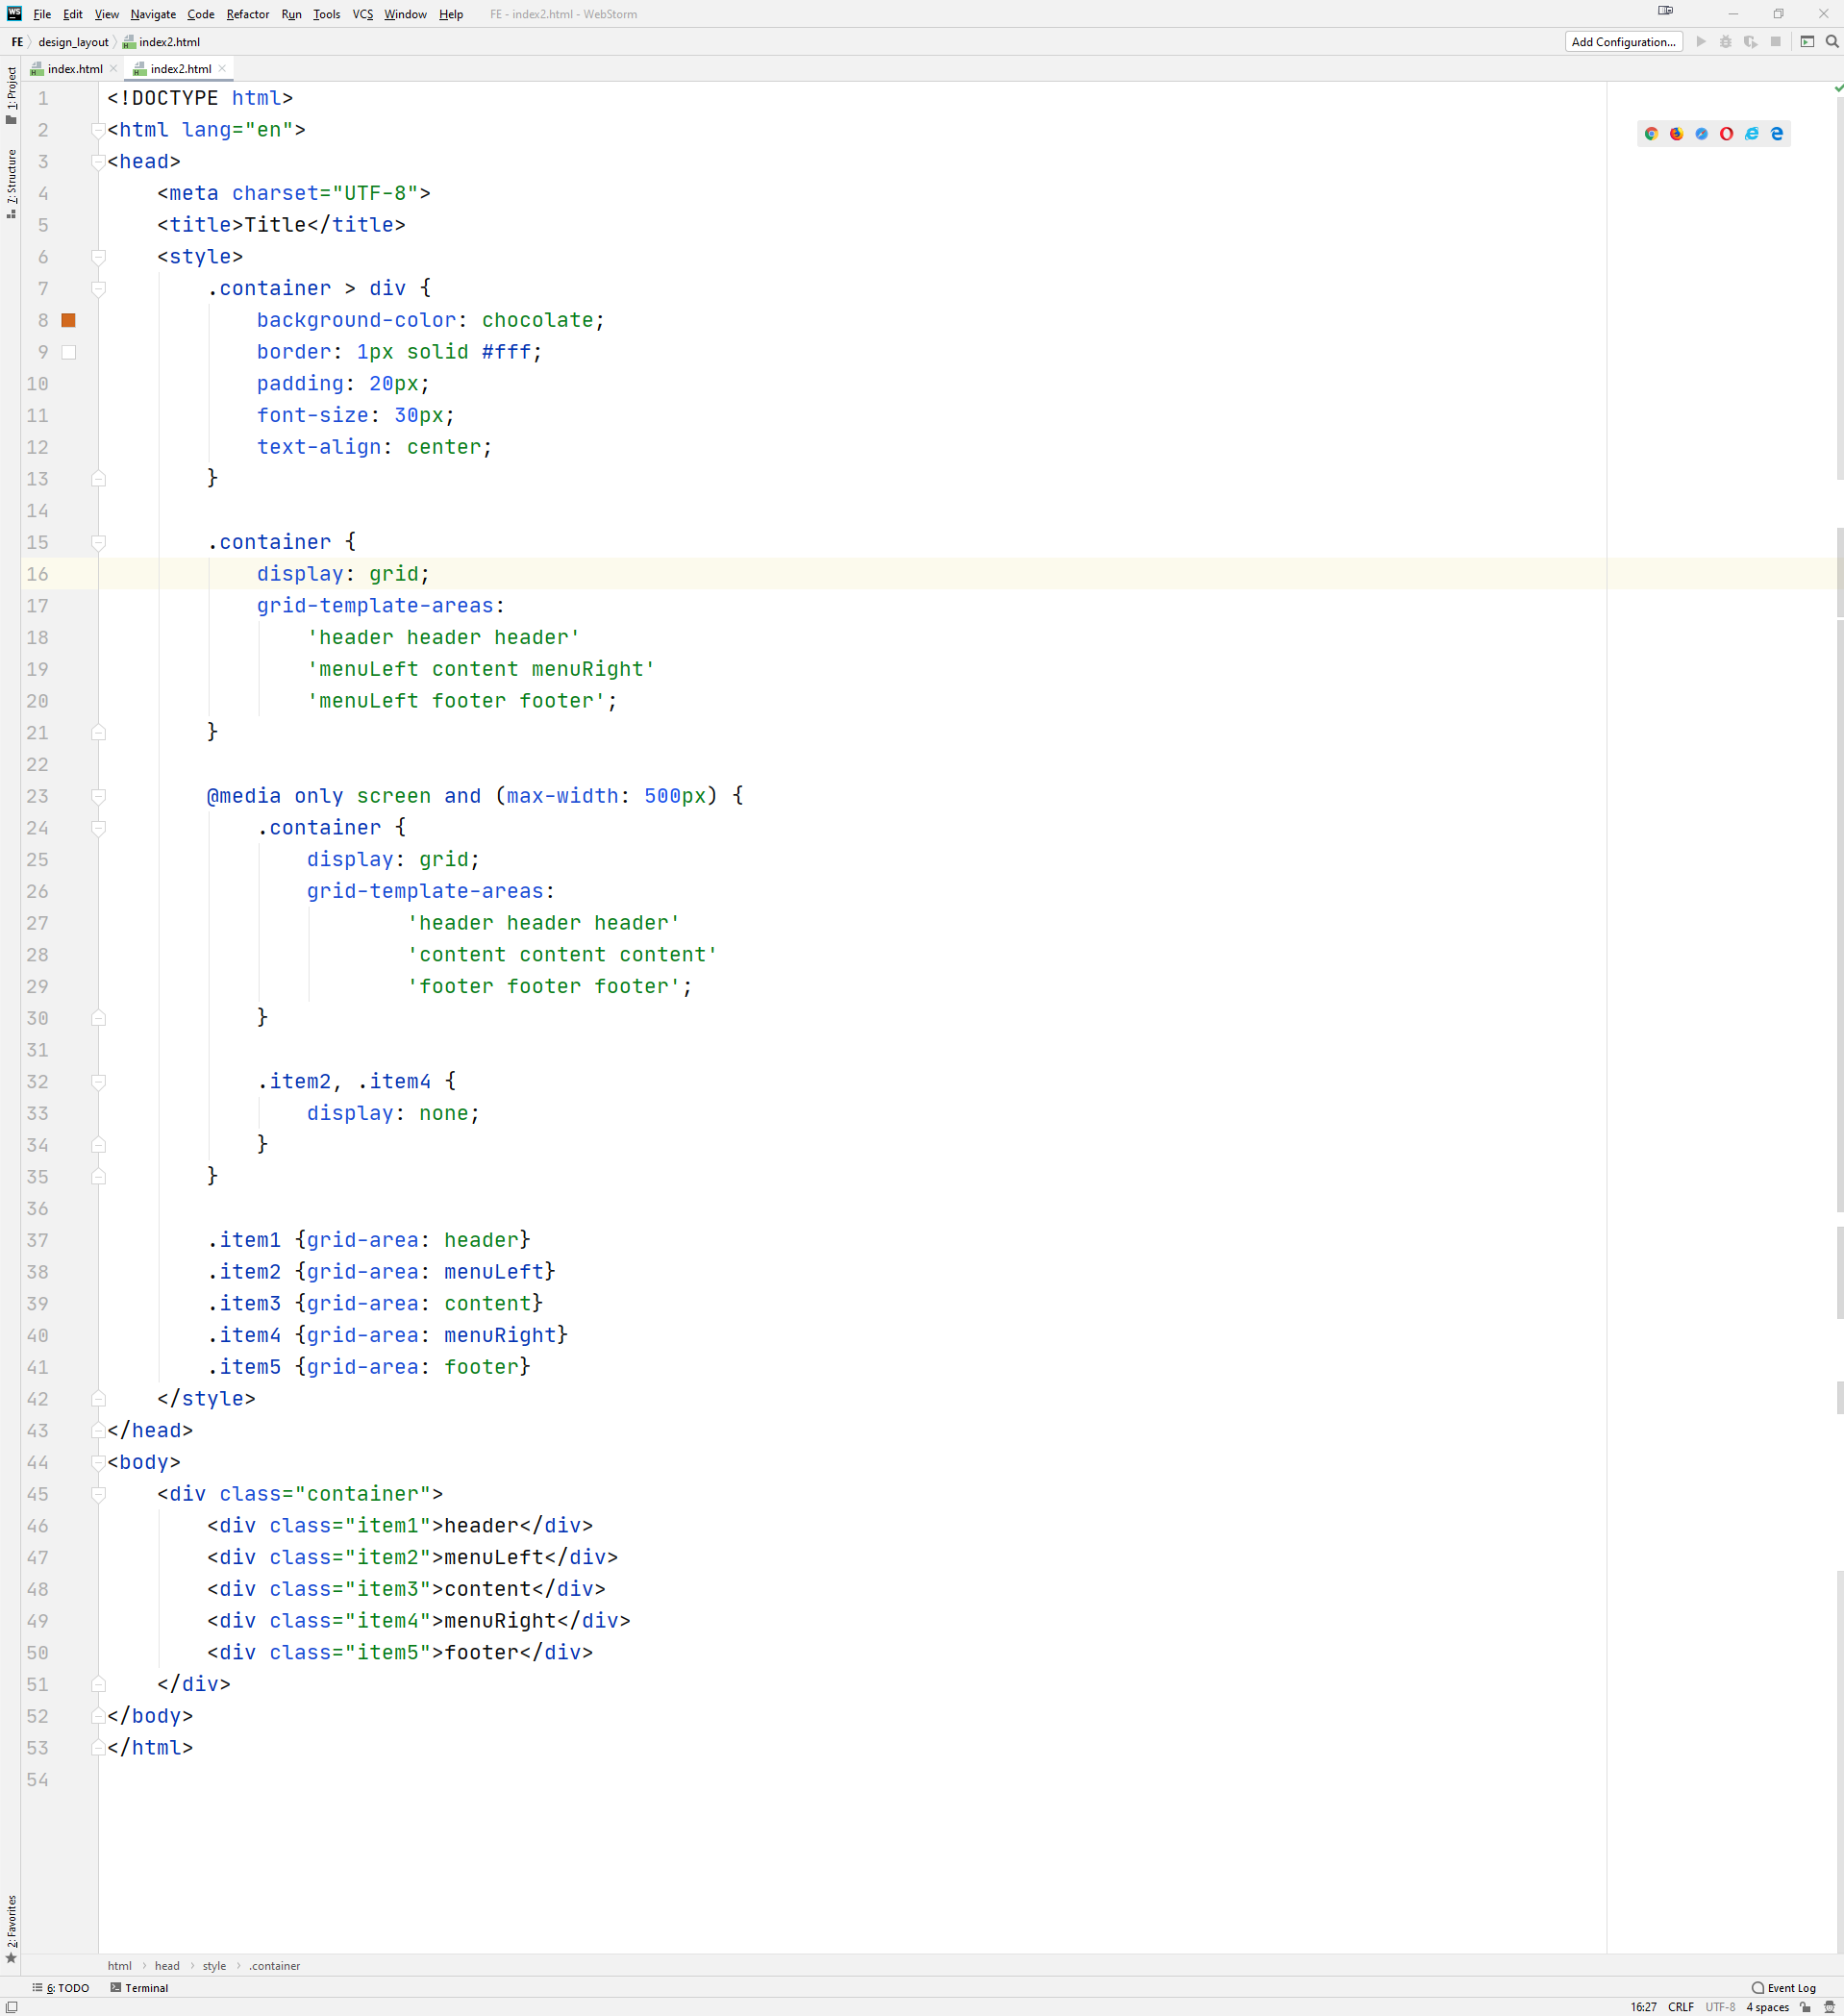 WS File Edit View Navigate Code Refactor Run Tools VCS Window Help FE - index2.html - WebStorm
FE design_layout index2.html Add Configuration...
index.html index2.html
1: Project
7: Structure
1 <!DOCTYPE html>
2 <html lang="en">
3 <head>
4 <meta charset="UTF-8">
5 <title>Title</title>
6 <style>
7 .container > div {
8 background-color: chocolate;
9 border: 1px solid #fff;
10 padding: 20px;
11 font-size: 30px;
12 text-align: center;
13 }
14
15 .container {
16 display: grid;
17 grid-template-areas:
18 'header header header'
19 'menuLeft content menuRight'
20 'menuLeft footer footer';
21 }
22
23 @media only screen and (max-width: 500px) {
24 .container {
25 display: grid;
26 grid-template-areas:
27 'header header header'
28 'content content content'
29 'footer footer footer';
30 }
31
32 .item2, .item4 {
33 display: none;
34 }
35 }
36
37 .item1 {grid-area: header}
38 .item2 {grid-area: menuLeft}
39 .item3 {grid-area: content}
40 .item4 {grid-area: menuRight}
41 .item5 {grid-area: footer}
42 </style>
43 </head>
44 <body>
45 <div class="container">
46 <div class="item1">header</div>
47 <div class="item2">menuLeft</div>
48 <div class="item3">content</div>
49 <div class="item4">menuRight</div>
50 <div class="item5">footer</div>
51 </div>
52 </body>
53 </html>
54
2: Favorites
html head style .container
6: TODO Terminal Event Log
16:27 CRLF UTF-8 4 spaces